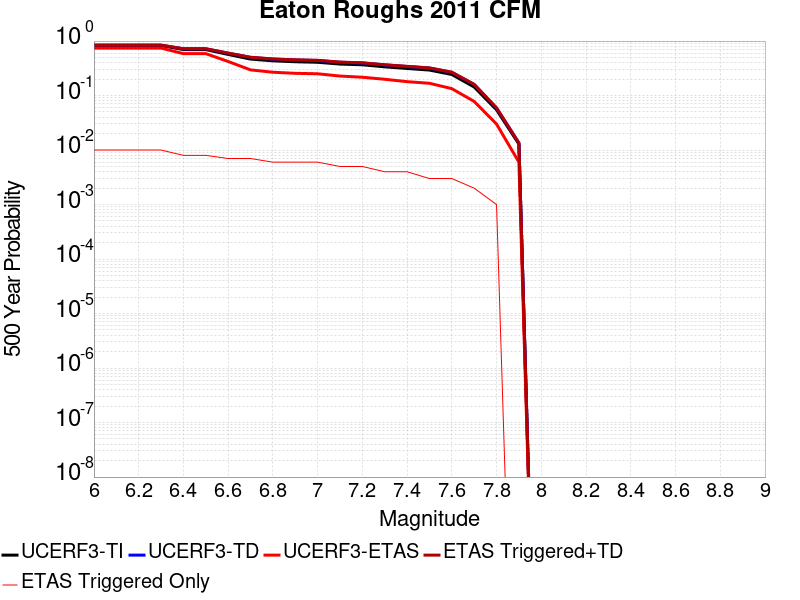 Eaton Roughs 2011 CFM
10^0
10^-1
10^-2
10^-3
10^-4
10^-5
10^-6
10^-7
10^-8
500 Year Probability
6 6.2 6.4 6.6 6.8 7 7.2 7.4 7.6 7.8 8 8.2 8.4 8.6 8.8 9
Magnitude
UCERF3-TI UCERF3-TD UCERF3-ETAS ETAS Triggered+TD
ETAS Triggered Only